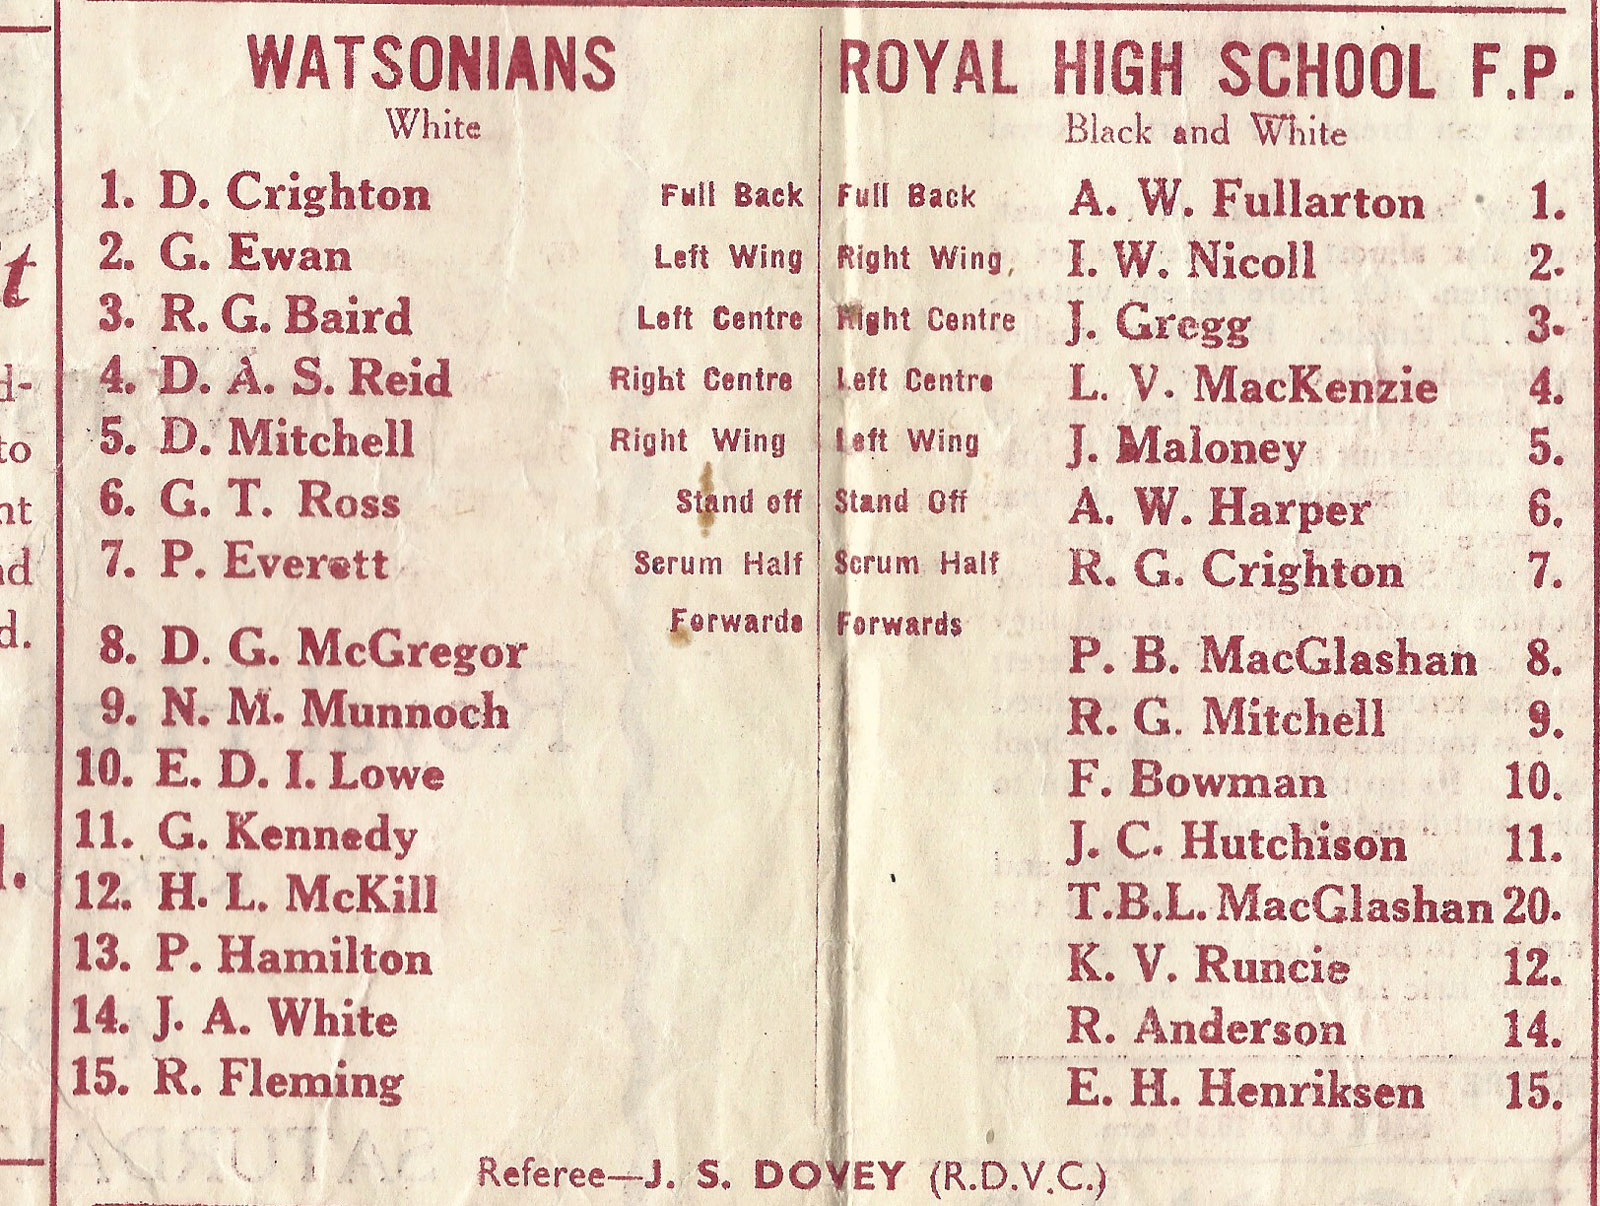 WATSONIANS
White
1. D. Crighton Full Back
2. G. Ewan Left Wing
3. R. G. Baird Left Centre
4. D. A. S. Reid Right Centre
5. D. Mitchell Right Wing
6. G. T. Ross Stand off
7. P. Everett Scrum Half
Forwards
8. D. G. McGregor
9. N. M. Munnoch
10. E. D. I. Lowe
11. G. Kennedy
12. H. L. McKill
13. P. Hamilton
14. J. A. White
15. R. Fleming
ROYAL HIGH SCHOOL F.P.
Black and White
Full Back A. W. Fullarton 1.
Right Wing, I. W. Nicoll 2.
Right Centre J. Gregg 3.
Left Centre L. V. MacKenzie 4.
Left Wing J. Maloney 5.
Stand Off A. W. Harper 6.
Scrum Half R. G. Crighton 7.
Forwards
P. B. MacGlashan 8.
R. G. Mitchell 9.
F. Bowman 10.
J. C. Hutchison 11.
T.B.L. MacGlashan 20.
K. V. Runcie 12.
R. Anderson 14.
E. H. Henriksen 15.
Referee—J. S. DOVEY (R.D.V.C.)